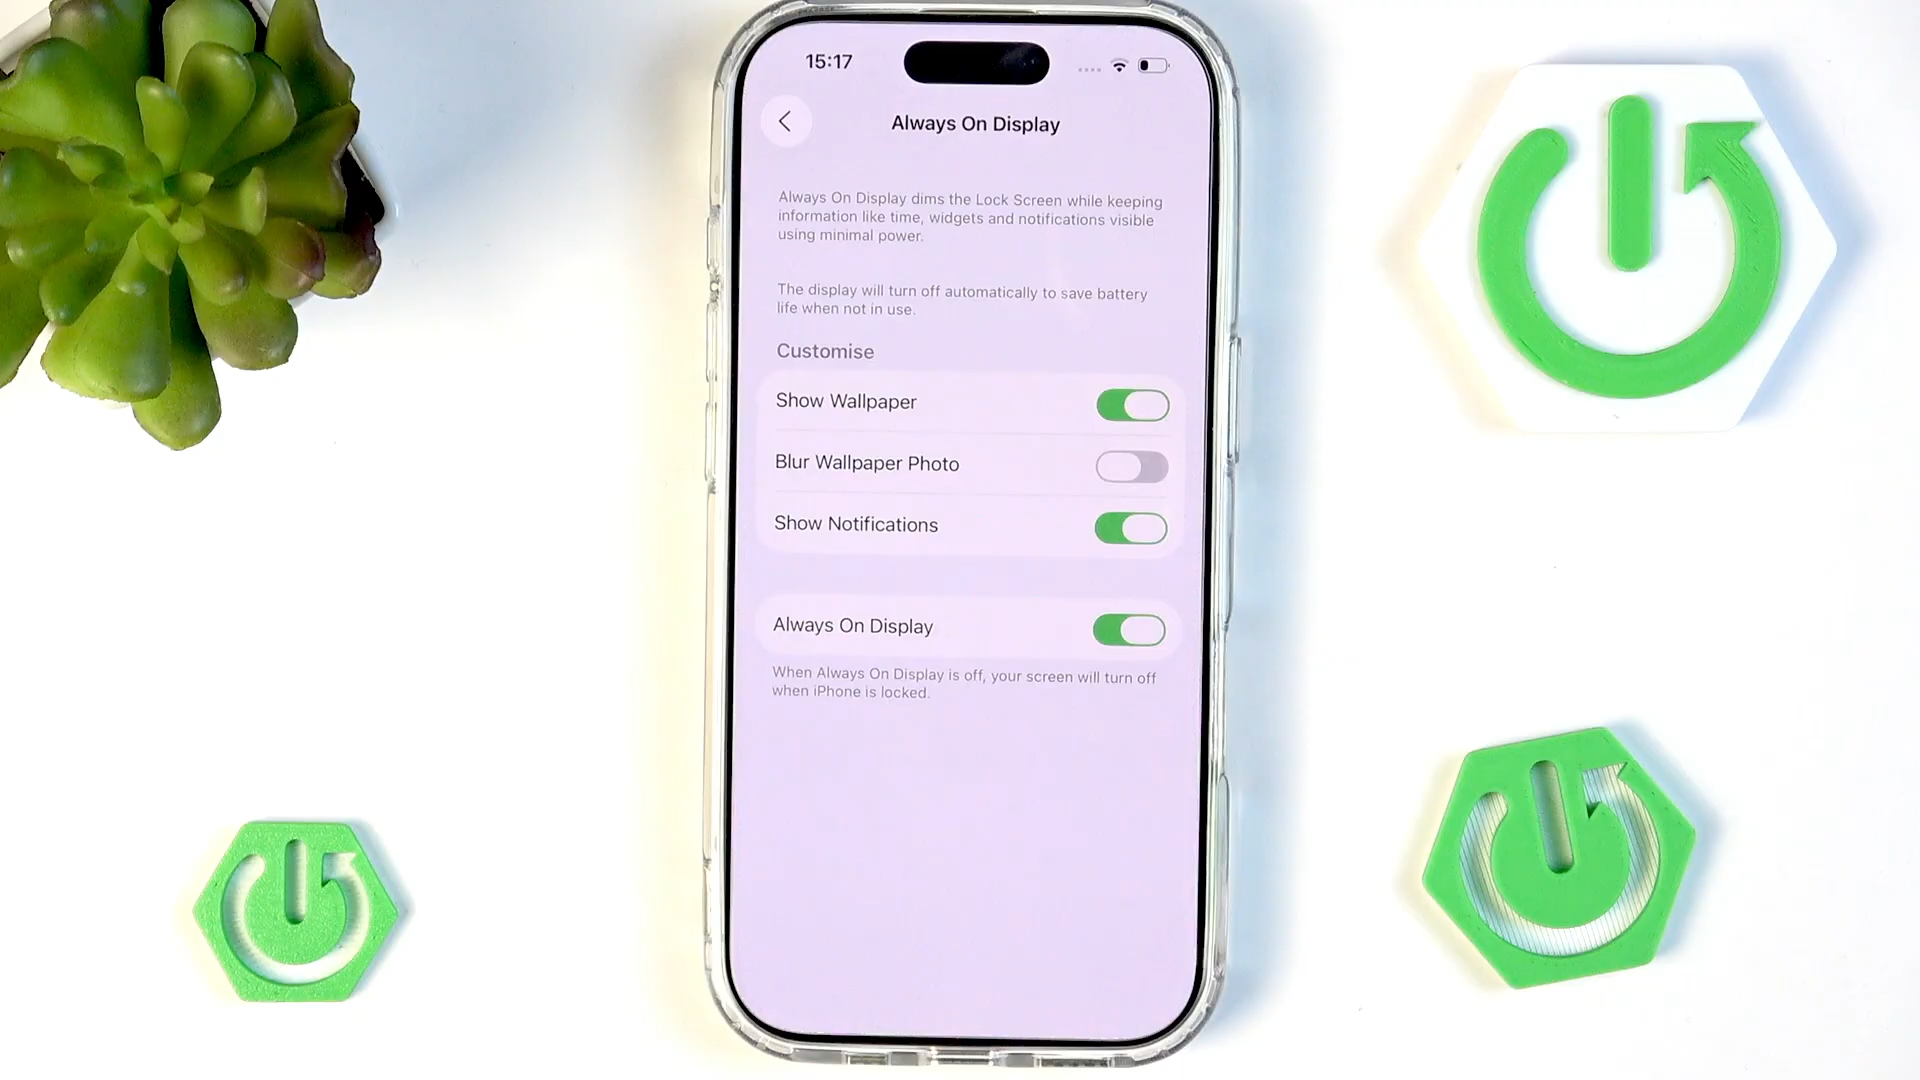 15:17
Always On Display
Always On Display dims the Lock Screen while keeping
information like time, widgets and notifications visible
using minimal power.
The display will turn off automatically to save battery
life when not in use.
Customise
Show Wallpaper
Blur Wallpaper Photo
Show Notifications
Always On Display
When Always On Display is off, your screen will turn off
when iPhone is locked.